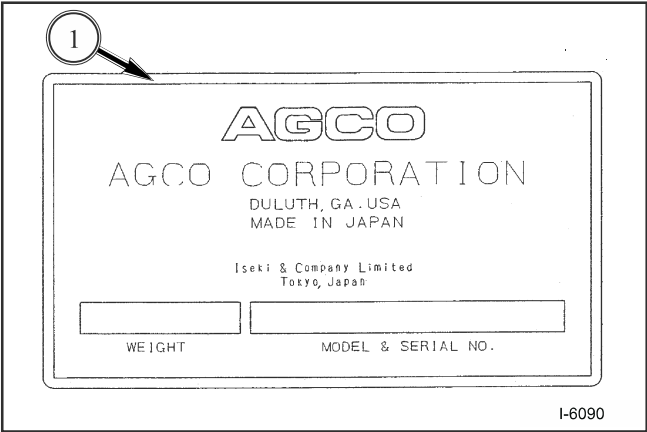 1
AGCO
AGCO CORPORATION
DULUTH, GA. USA
MADE IN JAPAN
Iseki & Company Limited
Tokyo, Japan
WEIGHT
MODEL & SERIAL NO.
I-6090